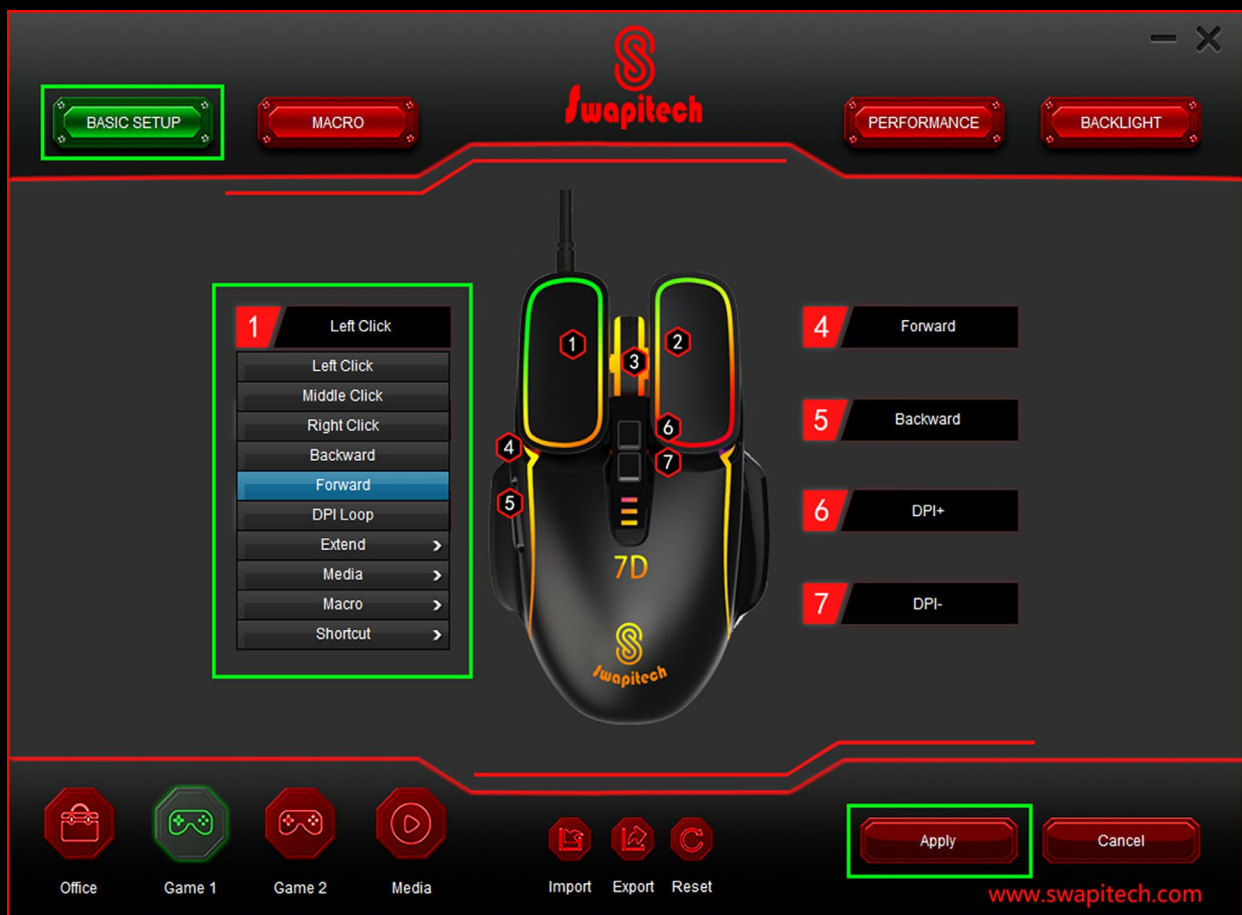 Swapitech
BASIC SETUP
MACRO
PERFORMANCE
BACKLIGHT
1
Left Click
Left Click
Middle Click
Right Click
Backward
Forward
DPI Loop
Extend
Media
Macro
Shortcut
1
2
3
6
4
7
5
7D
Swapitech
4
Forward
5
Backward
6
DPI+
7
DPI-
Office
Game 1
Game 2
Media
Import
Export
Reset
Apply
Cancel
www.swapitech.com